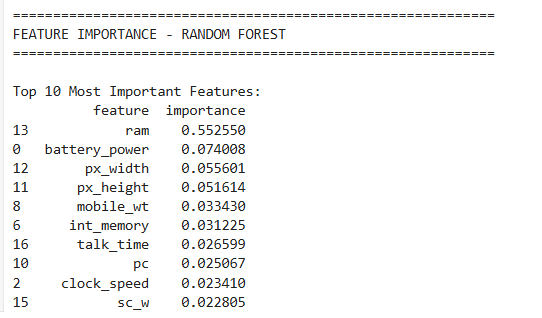 ============================================================
FEATURE IMPORTANCE - RANDOM FOREST
============================================================
Top 10 Most Important Features:
          feature  importance
13            ram    0.552550
0   battery_power    0.074008
12       px_width    0.055601
11      px_height    0.051614
8       mobile_wt    0.033430
6      int_memory    0.031225
16      talk_time    0.026599
10             pc    0.025067
2     clock_speed    0.023410
15           sc_w    0.022805